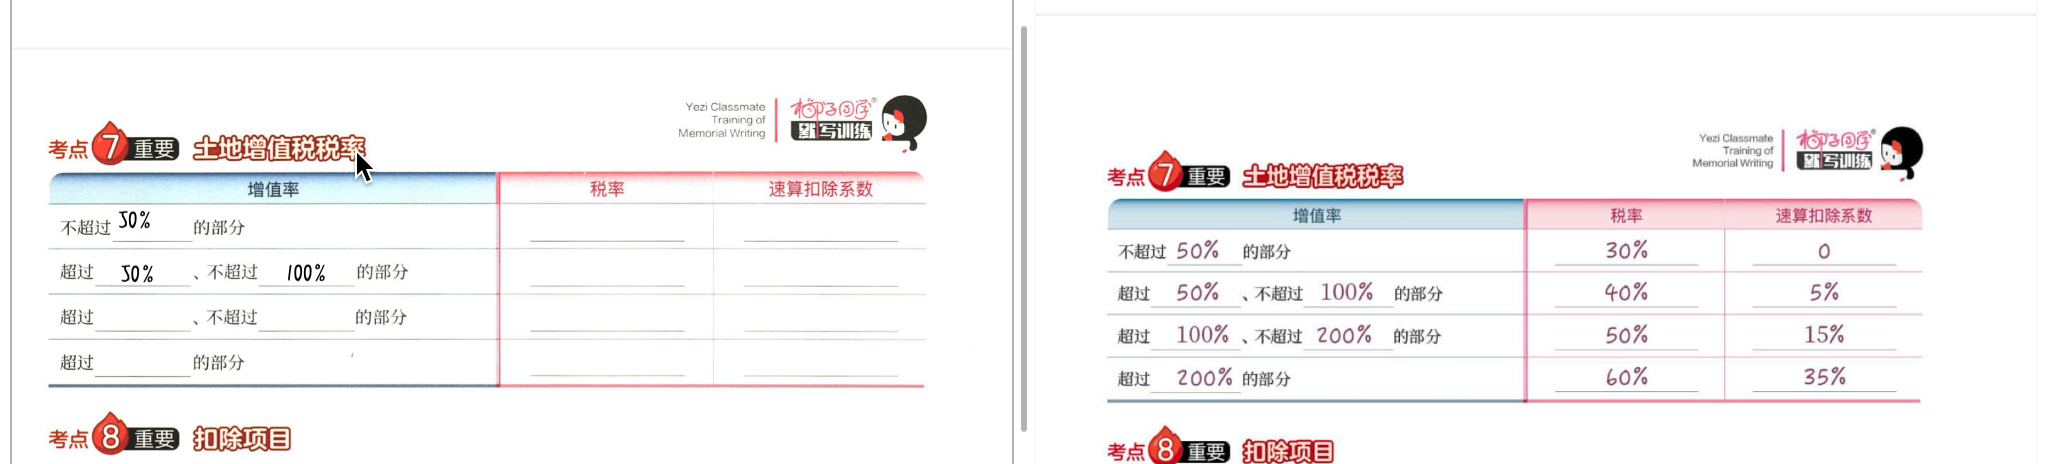 Yezi Classmate
Training of
Memorial Writing
柚子同学®
默写训练
考点 7 重要 土地增值税税率
增值率 税率 速算扣除系数
不超过 50% 的部分
超过 50% 、不超过 100% 的部分
超过 、不超过 的部分
超过 的部分
考点 8 重要 扣除项目
Yezi Classmate
Training of
Memorial Writing
柚子同学®
默写训练
考点 7 重要 土地增值税税率
增值率 税率 速算扣除系数
不超过 50% 的部分 30% 0
超过 50% 、不超过 100% 的部分 40% 5%
超过 100% 、不超过 200% 的部分 50% 15%
超过 200% 的部分 60% 35%
考点 8 重要 扣除项目